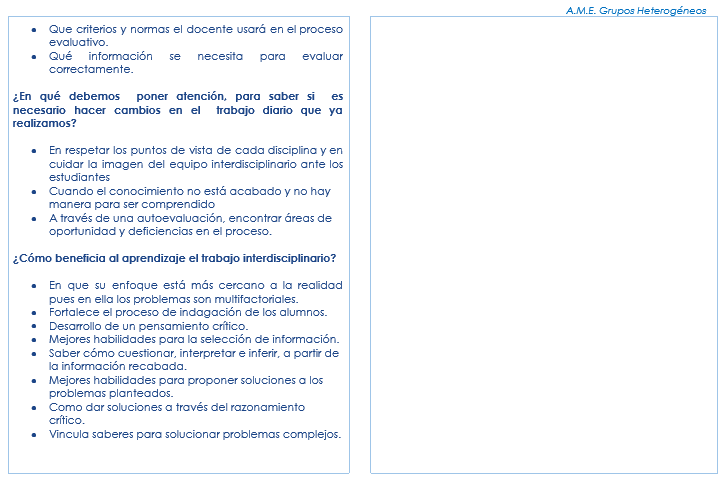 A.M.E. Grupos Heterogéneos
• Que criterios y normas el docente usará en el proceso
evaluativo.
• Qué información se necesita para evaluar
correctamente.
¿En qué debemos poner atención, para saber si es
necesario hacer cambios en el trabajo diario que ya
realizamos?
• En respetar los puntos de vista de cada disciplina y en
cuidar la imagen del equipo interdisciplinario ante los
estudiantes
• Cuando el conocimiento no está acabado y no hay
manera para ser comprendido
• A través de una autoevaluación, encontrar áreas de
oportunidad y deficiencias en el proceso.
¿Cómo beneficia al aprendizaje el trabajo interdisciplinario?
• En que su enfoque está más cercano a la realidad
pues en ella los problemas son multifactoriales.
• Fortalece el proceso de indagación de los alumnos.
• Desarrollo de un pensamiento crítico.
• Mejores habilidades para la selección de información.
• Saber cómo cuestionar, interpretar e inferir, a partir de
la información recabada.
• Mejores habilidades para proponer soluciones a los
problemas planteados.
• Como dar soluciones a través del razonamiento
crítico.
• Vincula saberes para solucionar problemas complejos.